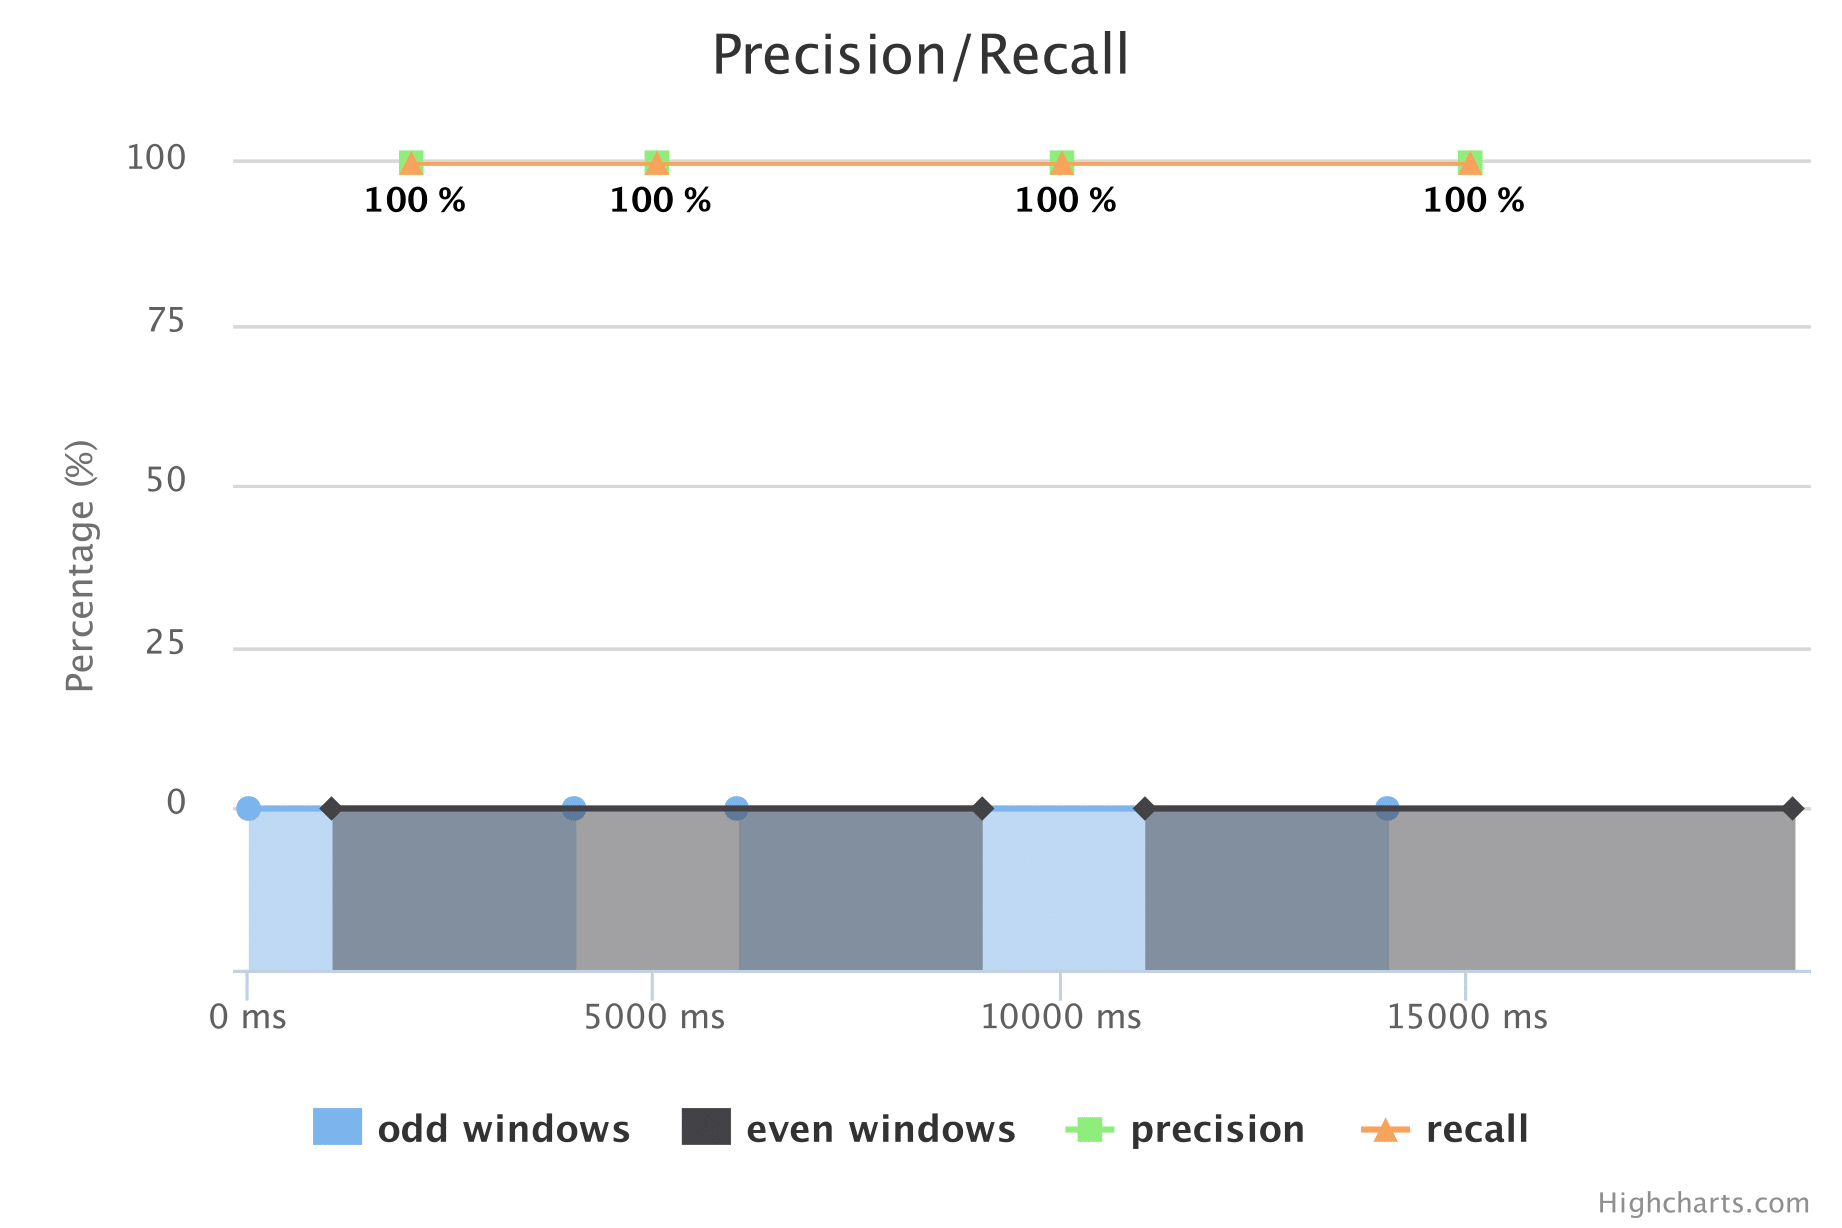 Precision/Recall
100
100 % 100 % 100 % 100 %
75
50
25
0
Percentage (%)
0 ms 5000 ms 10000 ms 15000 ms
odd windows even windows precision recall
Highcharts.com